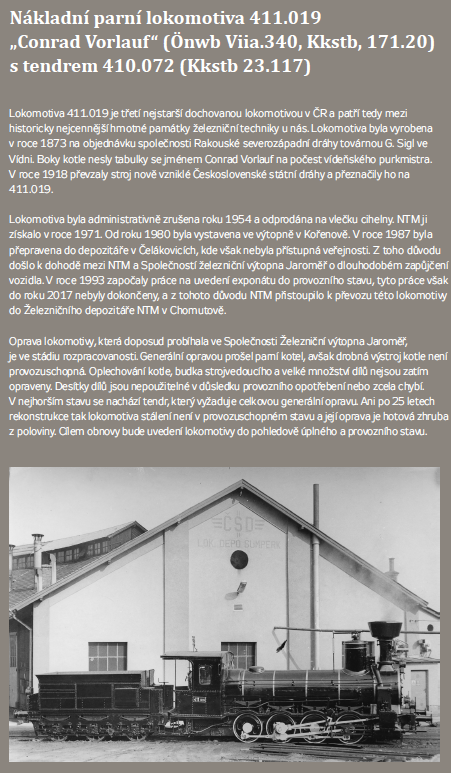 Nákladní parní lokomotiva 411.019
„Conrad Vorlauf“ (Önwb Viia.340, Kkstb, 171.20)
s tendrem 410.072 (Kkstb 23.117)
Lokomotiva 411.019 je třetí nejstarší dochovanou lokomotivou v ČR a patří tedy mezi
historicky nejcennější hmotné památky železniční techniky u nás. Lokomotiva byla vyrobena
v roce 1873 na objednávku společnosti Rakouské severozápadní dráhy továrnou G. Sigl ve
Vídni. Boky kotle nesly tabulky se jménem Conrad Vorlauf na počest vídeňského purkmistra.
V roce 1918 převzaly stroj nově vzniklé Československé státní dráhy a přeznačily ho na
411.019.
Lokomotiva byla administrativně zrušena roku 1954 a odprodána na vlečku cihelny. NTM ji
získalo v roce 1971. Od roku 1980 byla vystavena ve výtopně v Kořenově. V roce 1987 byla
přepravena do depozitáře v Čelákovicích, kde však nebyla přístupná veřejnosti. Z toho důvodu
došlo k dohodě mezi NTM a Společností železniční výtopna Jaroměř o dlouhodobém zapůjčení
vozidla. V roce 1993 započaly práce na uvedení exponátu do provozního stavu, tyto práce však
do roku 2017 nebyly dokončeny, a z tohoto důvodu NTM přistoupilo k převozu této lokomotivy
do Železničního depozitáře NTM v Chomutově.
Oprava lokomotivy, která doposud probíhala ve Společnosti Železniční výtopna Jaroměř,
je ve stádiu rozpracovanosti. Generální opravou prošel parní kotel, avšak drobná výstroj kotle není
provozuschopná. Oplechování kotle, budka strojvedoucího a velké množství dílů nejsou zatím
opraveny. Desítky dílů jsou nepoužitelné v důsledku provozního opotřebení nebo zcela chybí.
V nejhorším stavu se nachází tendr, který vyžaduje celkovou generální opravu. Ani po 25 letech
rekonstrukce tak lokomotiva stálení není v provozuschopném stavu a její oprava je hotová zhruba
z poloviny. Cílem obnovy bude uvedení lokomotivy do pohledově úplného a provozního stavu.
ČSD
LOK. DEPO ŠUMPERK